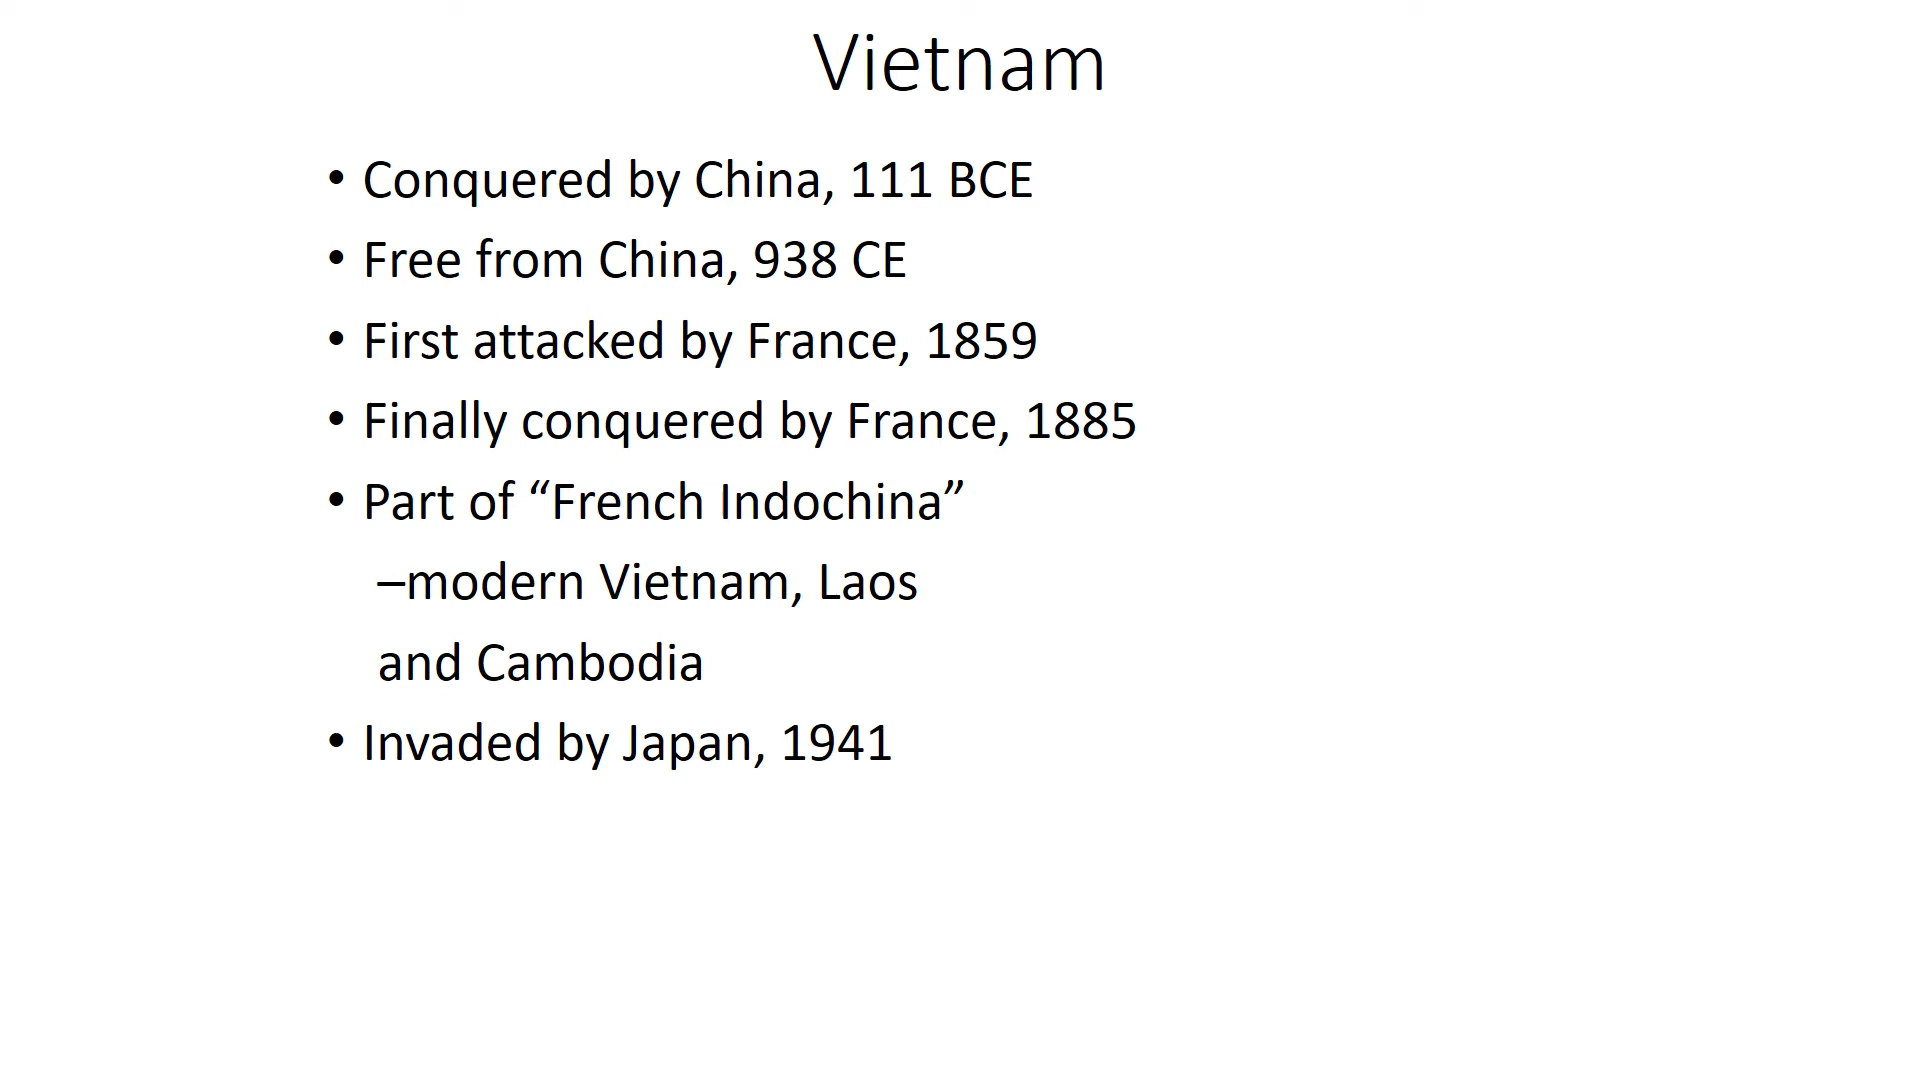 Vietnam
• Conquered by China, 111 BCE
• Free from China, 938 CE
• First attacked by France, 1859
• Finally conquered by France, 1885
• Part of “French Indochina”
–modern Vietnam, Laos
and Cambodia
• Invaded by Japan, 1941